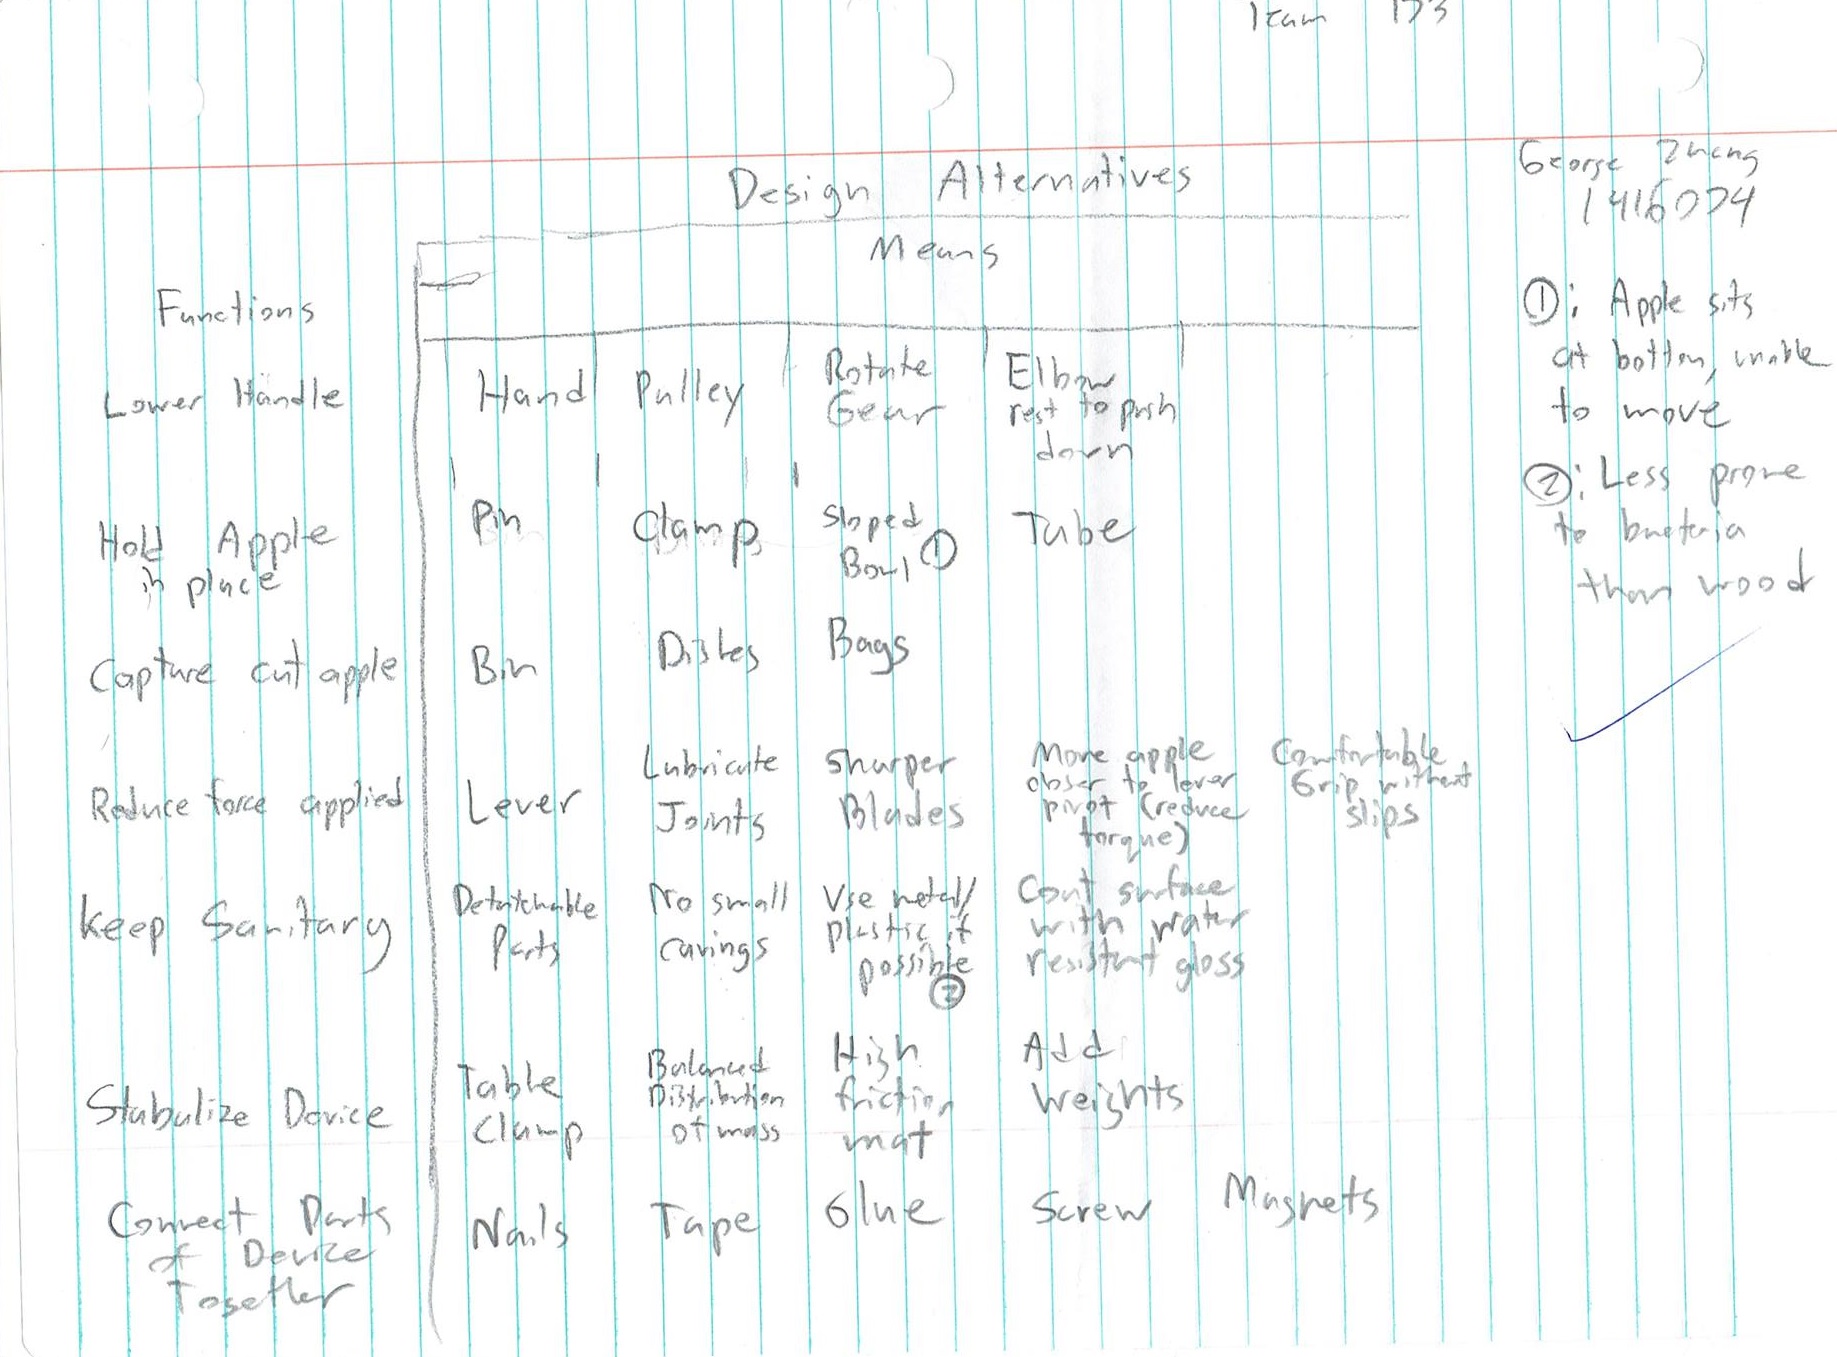 Team 173
Design Alternatives
George Zhang
Means
Functions
①: Apple sits
at bottom, unable
to move
②: Less prone
to bacteria
than wood
Lower Handle
Hand
Pulley
Rotate
Gear
Elbow
rest to push
down
Hold Apple
in place
Pin
Clamp
Sloped
Bowl ①
Tube
Capture cut apple
Bin
Dishes
Bags
Reduce force applied
Lever
Lubricate
Joints
Sharper
Blades
Move apple
closer to lever
pivot (reduce
torque)
Comfortable
Grip without
slips
Keep Sanitary
Detatchable
Parts
No small
carvings
Use metal/
plastic if
possible
②
Coat surface
with water
resistant gloss
Stabalize Device
Table
Clamp
Balanced
Distribution
of mass
High
friction
mat
Add
Weights
Connect Parts
of Device
Together
Nails
Tape
Glue
Screw
Magnets